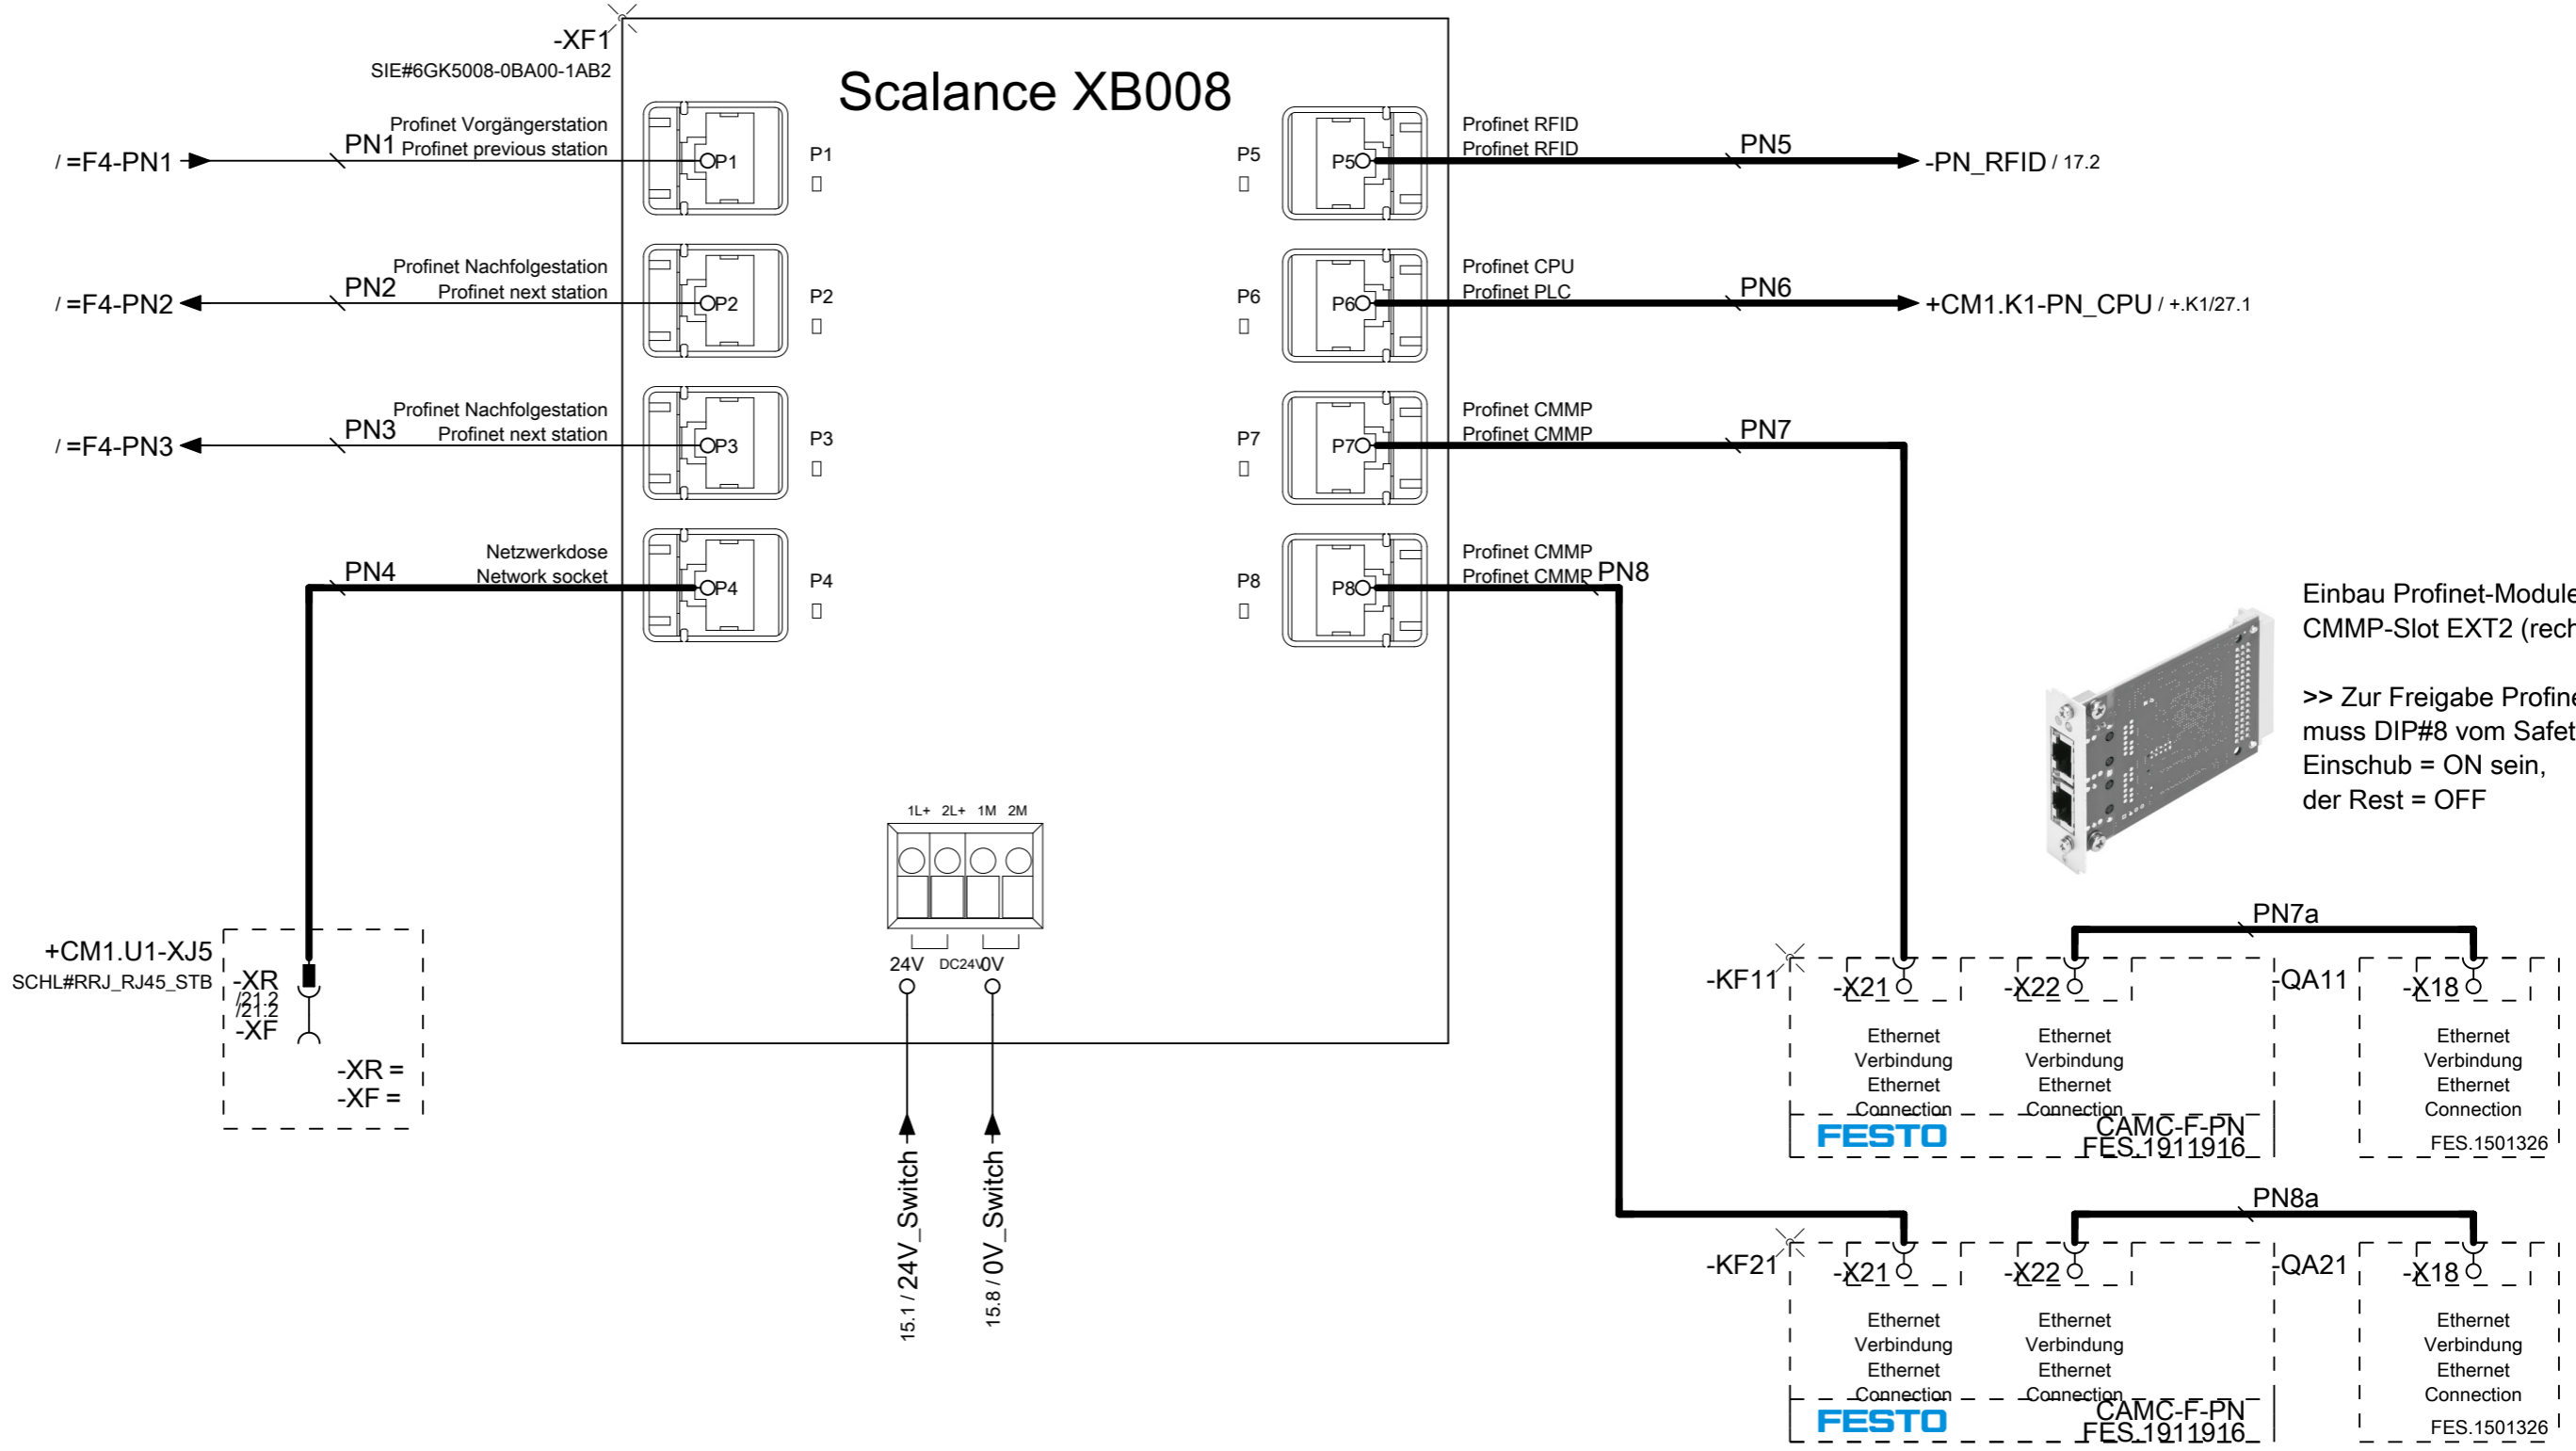 -XF1
SIE#6GK5008-0BA00-1AB2
Scalance XB008
/ =F4-PN1
PN1
Profinet Vorgängerstation
Profinet previous station
P1
P1
/ =F4-PN2
PN2
Profinet Nachfolgestation
Profinet next station
P2
P2
/ =F4-PN3
PN3
Profinet Nachfolgestation
Profinet next station
P3
P3
PN4
Netzwerkdose
Network socket
P4
P4
P5
P5
Profinet RFID
Profinet RFID
PN5
-PN_RFID / 17.2
P6
P6
Profinet CPU
Profinet PLC
PN6
+CM1.K1-PN_CPU / +.K1/27.1
P7
P7
Profinet CMMP
Profinet CMMP
PN7
P8
P8
Profinet CMMP
Profinet CMMP
PN8
Einbau Profinet-Module
CMMP-Slot EXT2 (rech
>> Zur Freigabe Profine
muss DIP#8 vom Safet
Einschub = ON sein,
der Rest = OFF
1L+ 2L+ 1M 2M
24V DC24V 0V
15.1 / 24V_Switch
15.8 / 0V_Switch
+CM1.U1-XJ5
SCHL#RRJ_RJ45_STB
-XR
/21.2
/21.2
-XF
-XR =
-XF =
PN7a
-KF11
-X21
-X22
-QA11
-X18
Ethernet
Verbindung
Ethernet
Connection
Ethernet
Verbindung
Ethernet
Connection
Ethernet
Verbindung
Ethernet
Connection
FESTO
CAMC-F-PN
FES.1911916
FES.1501326
PN8a
-KF21
-X21
-X22
-QA21
-X18
Ethernet
Verbindung
Ethernet
Connection
Ethernet
Verbindung
Ethernet
Connection
Ethernet
Verbindung
Ethernet
Connection
FESTO
CAMC-F-PN
FES.1911916
FES.1501326